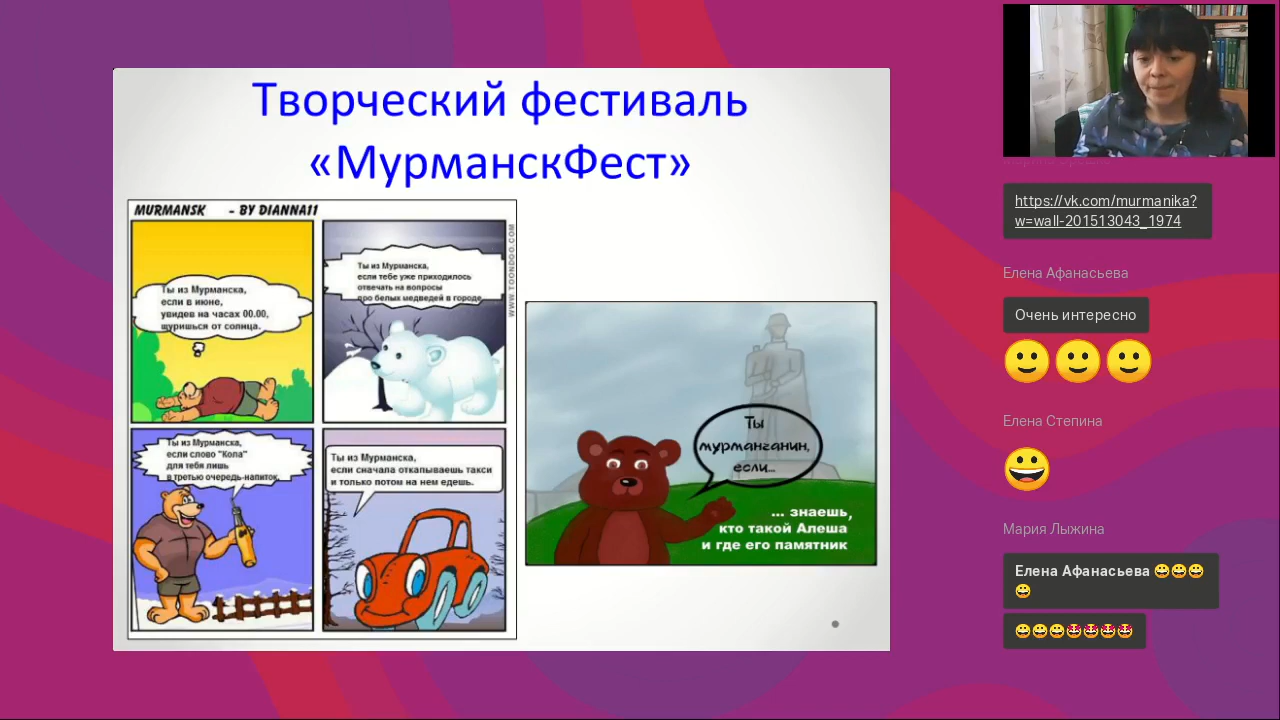 Творческий фестиваль
«МурманскФест»
MURMANSK - BY DIANNA11
Ты из Мурманска,
если в июне,
увидев на часах 00.00,
щуришься от солнца.
Ты из Мурманска,
если тебе уже приходилось
отвечать на вопросы
про белых медведей в городе
WWW.TOONDOO.COM
Ты из Мурманска,
если слово "Кола"
для тебя лишь
в третью очередь-напиток.
Ты из Мурманска,
если сначала откапываешь такси
и только потом на нем едешь.
Ты
мурманчанин,
если...
... знаешь,
кто такой Алеша
и где его памятник
https://vk.com/murmanika?
w=wall-201513043_1974
Елена Афанасьева
Очень интересно
Елена Степина
Мария Лыжина
Елена Афанасьева